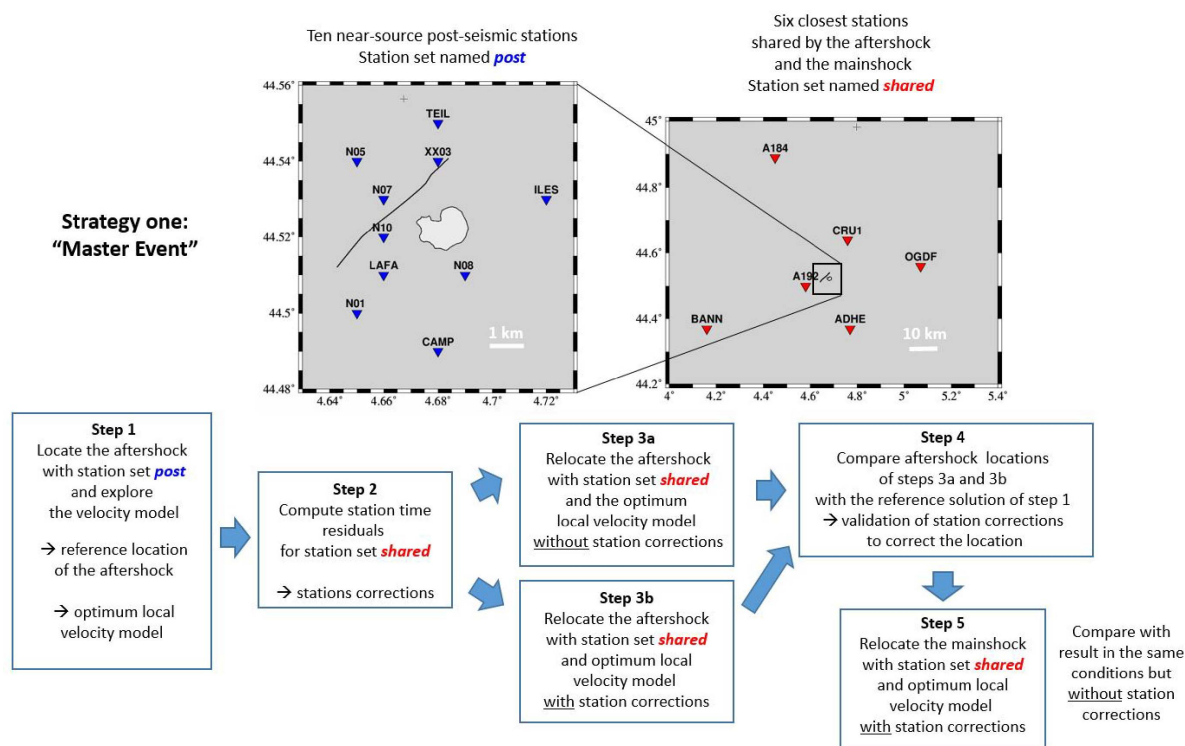 Ten near-source post-seismic stations
Station set named post
Six closest stations
shared by the aftershock
and the mainshock
Station set named shared
Strategy one:
“Master Event”
44.56°
44.54°
44.52°
44.5°
44.48°
4.64°
4.66°
4.68°
4.7°
4.72°
TEIL
N05
XX03
N07
ILES
N10
LAFA
N08
N01
CAMP
1 km
45°
44.8°
44.6°
44.4°
44.2°
4°
4.2°
4.4°
4.6°
4.8°
5°
5.2°
5.4°
A184
CRU1
OGDF
A192
BANN
ADHE
10 km
Step 1
Locate the aftershock
with station set post
and explore
the velocity model
→ reference location
of the aftershock
→ optimum local
velocity model
Step 2
Compute station time
residuals
for station set shared
→ stations corrections
Step 3a
Relocate the aftershock
with station set shared
and the optimum
local velocity model
without station corrections
Step 3b
Relocate the aftershock
with station set shared
and optimum local
velocity model
with station corrections
Step 4
Compare aftershock locations
of steps 3a and 3b
with the reference solution of step 1
→ validation of station corrections
to correct the location
Step 5
Relocate the mainshock
with station set shared
and optimum local
velocity model
with station corrections
Compare with
result in the same
conditions but
without station
corrections